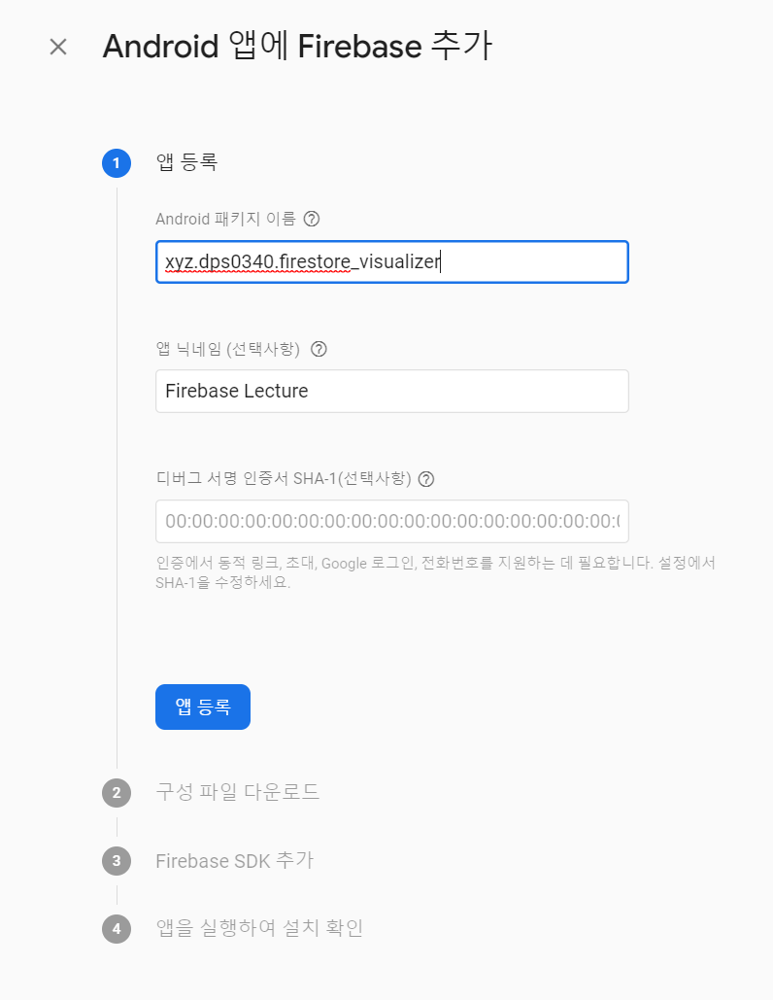 Android 앱에 Firebase 추가
1 앱 등록
Android 패키지 이름 ?
xyz.dps0340.firestore_visualizer
앱 닉네임 (선택사항) ?
Firebase Lecture
디버그 서명 인증서 SHA-1(선택사항) ?
00:00:00:00:00:00:00:00:00:00:00:00:00:00:00:00:00:0
인증에서 동적 링크, 초대, Google 로그인, 전화번호를 지원하는 데 필요합니다. 설정에서
SHA-1을 수정하세요.
앱 등록
2 구성 파일 다운로드
3 Firebase SDK 추가
4 앱을 실행하여 설치 확인